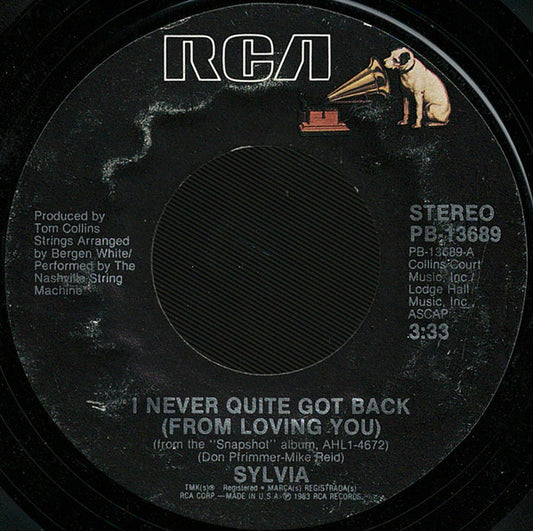 RCA
Produced by
Tom Collins
Strings Arranged
by Bergen White/
Performed by The
Nashville String
Machine
STEREO
PB-13689
PB-13689-A
Collins Court
Music, Inc./
Lodge Hall
Music, Inc.
ASCAP
3:33
I NEVER QUITE GOT BACK
(FROM LOVING YOU)
(from the "Snapshot" album, AHL1-4672)
(Don Pfrimmer-Mike Reid)
SYLVIA
TMK(s)® Registered • MARCA(s) REGISTRADA(s)
RCA CORP.—MADE IN U.S.A. ℗ 1983 RCA RECORDS